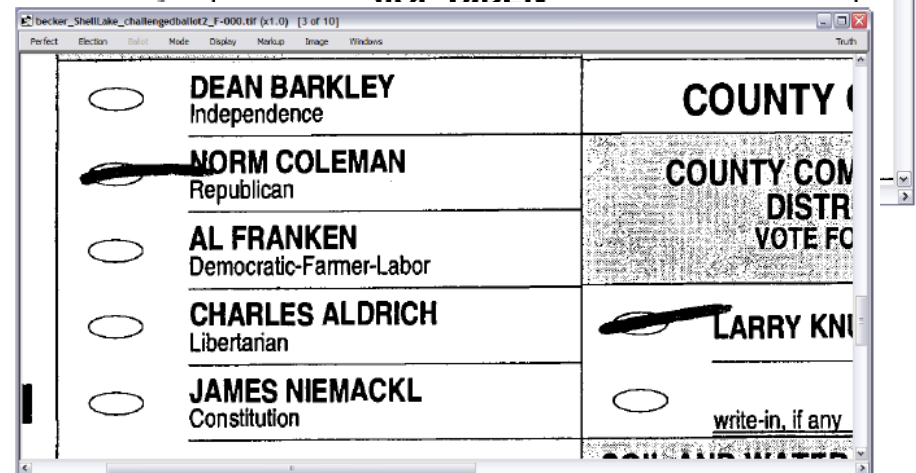 becker_ShellLake_challengedballot2_F-000.tif (x1.0) [3 of 10]
Perfect Election Ballot Mode Display Markup Image Windows Truth
DEAN BARKLEY
Independence
NORM COLEMAN
Republican
AL FRANKEN
Democratic-Farmer-Labor
CHARLES ALDRICH
Libertarian
JAMES NIEMACKL
Constitution
COUNTY
COUNTY COM
DISTR
VOTE FO
LARRY KN
write-in, if any